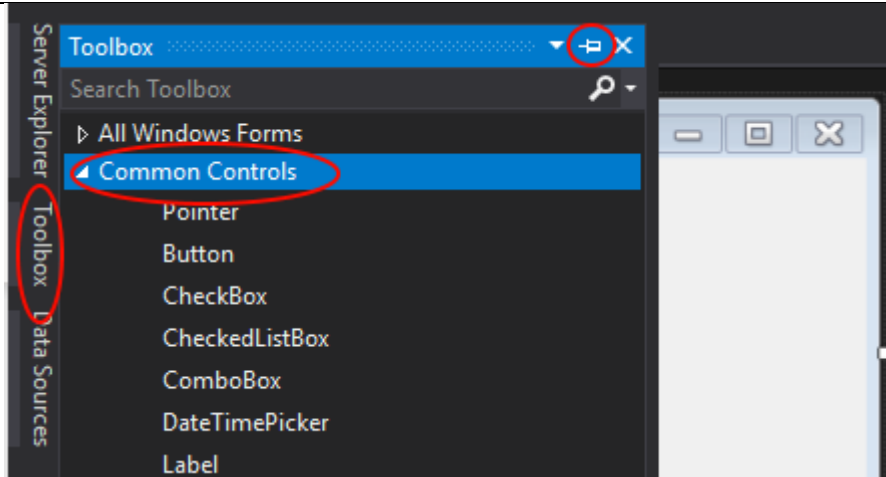 Server Explorer
Toolbox
Data Sources
Toolbox
Search Toolbox
All Windows Forms
Common Controls
Pointer
Button
CheckBox
CheckedListBox
ComboBox
DateTimePicker
Label